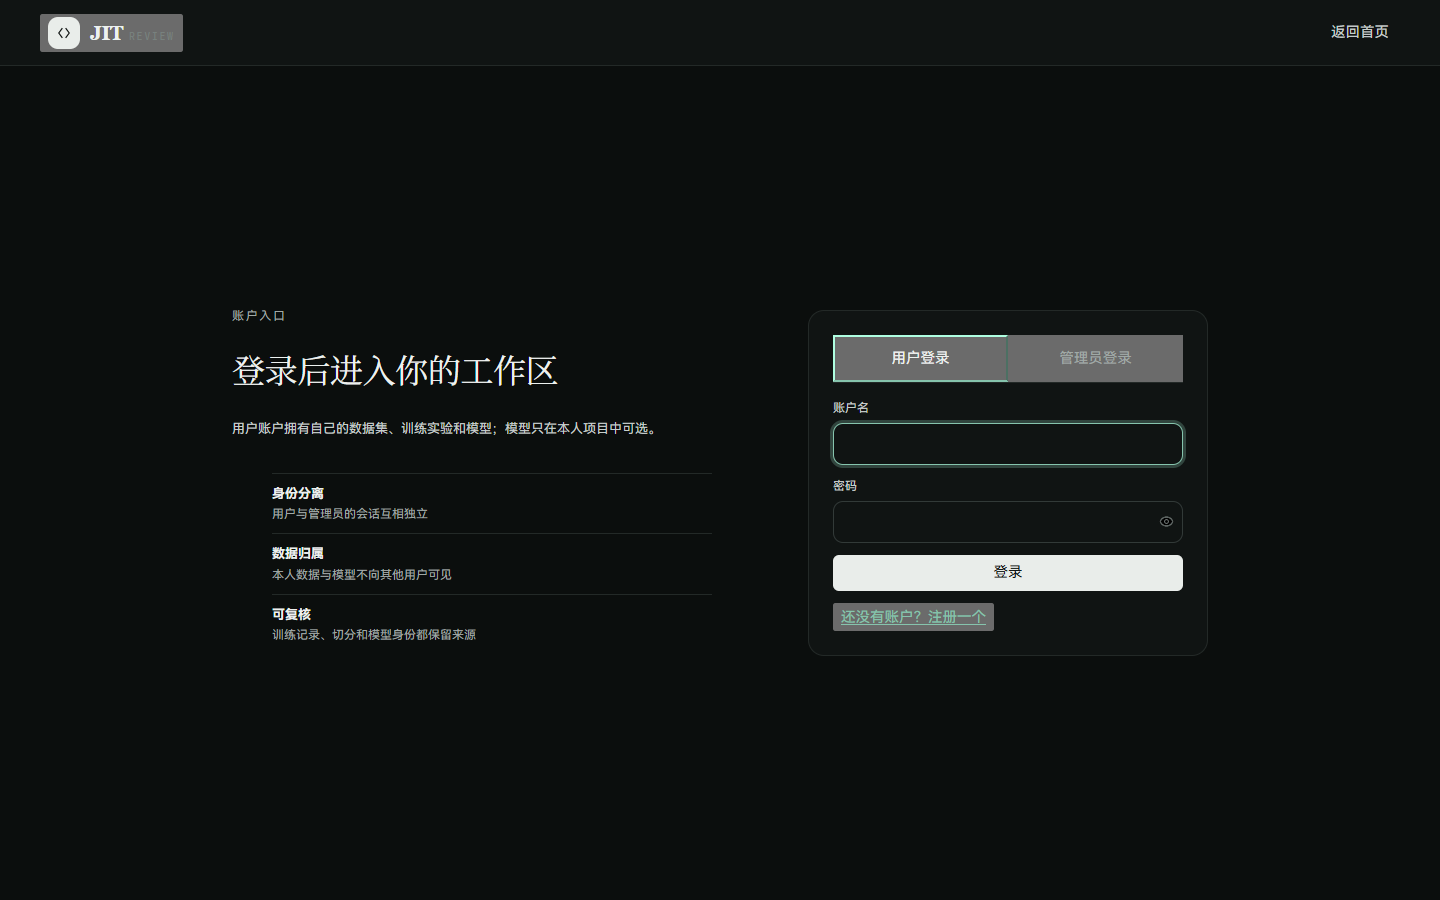 JIT REVIEW
返回首页
账户入口
登录后进入你的工作区
用户账户拥有自己的数据集、训练实验和模型；模型只在本人项目中可选。
身份分离
用户与管理员的会话互相独立
数据归属
本人数据与模型不向其他用户可见
可复核
训练记录、切分和模型身份都保留来源
用户登录
管理员登录
账户名
密码
登录
还没有账户？注册一个